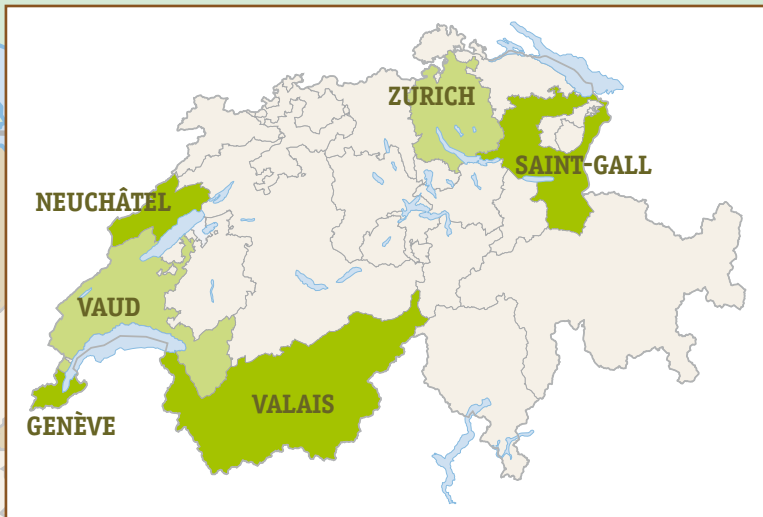 ZURICH
SAINT-GALL
NEUCHÂTEL
VAUD
VALAIS
GENÈVE